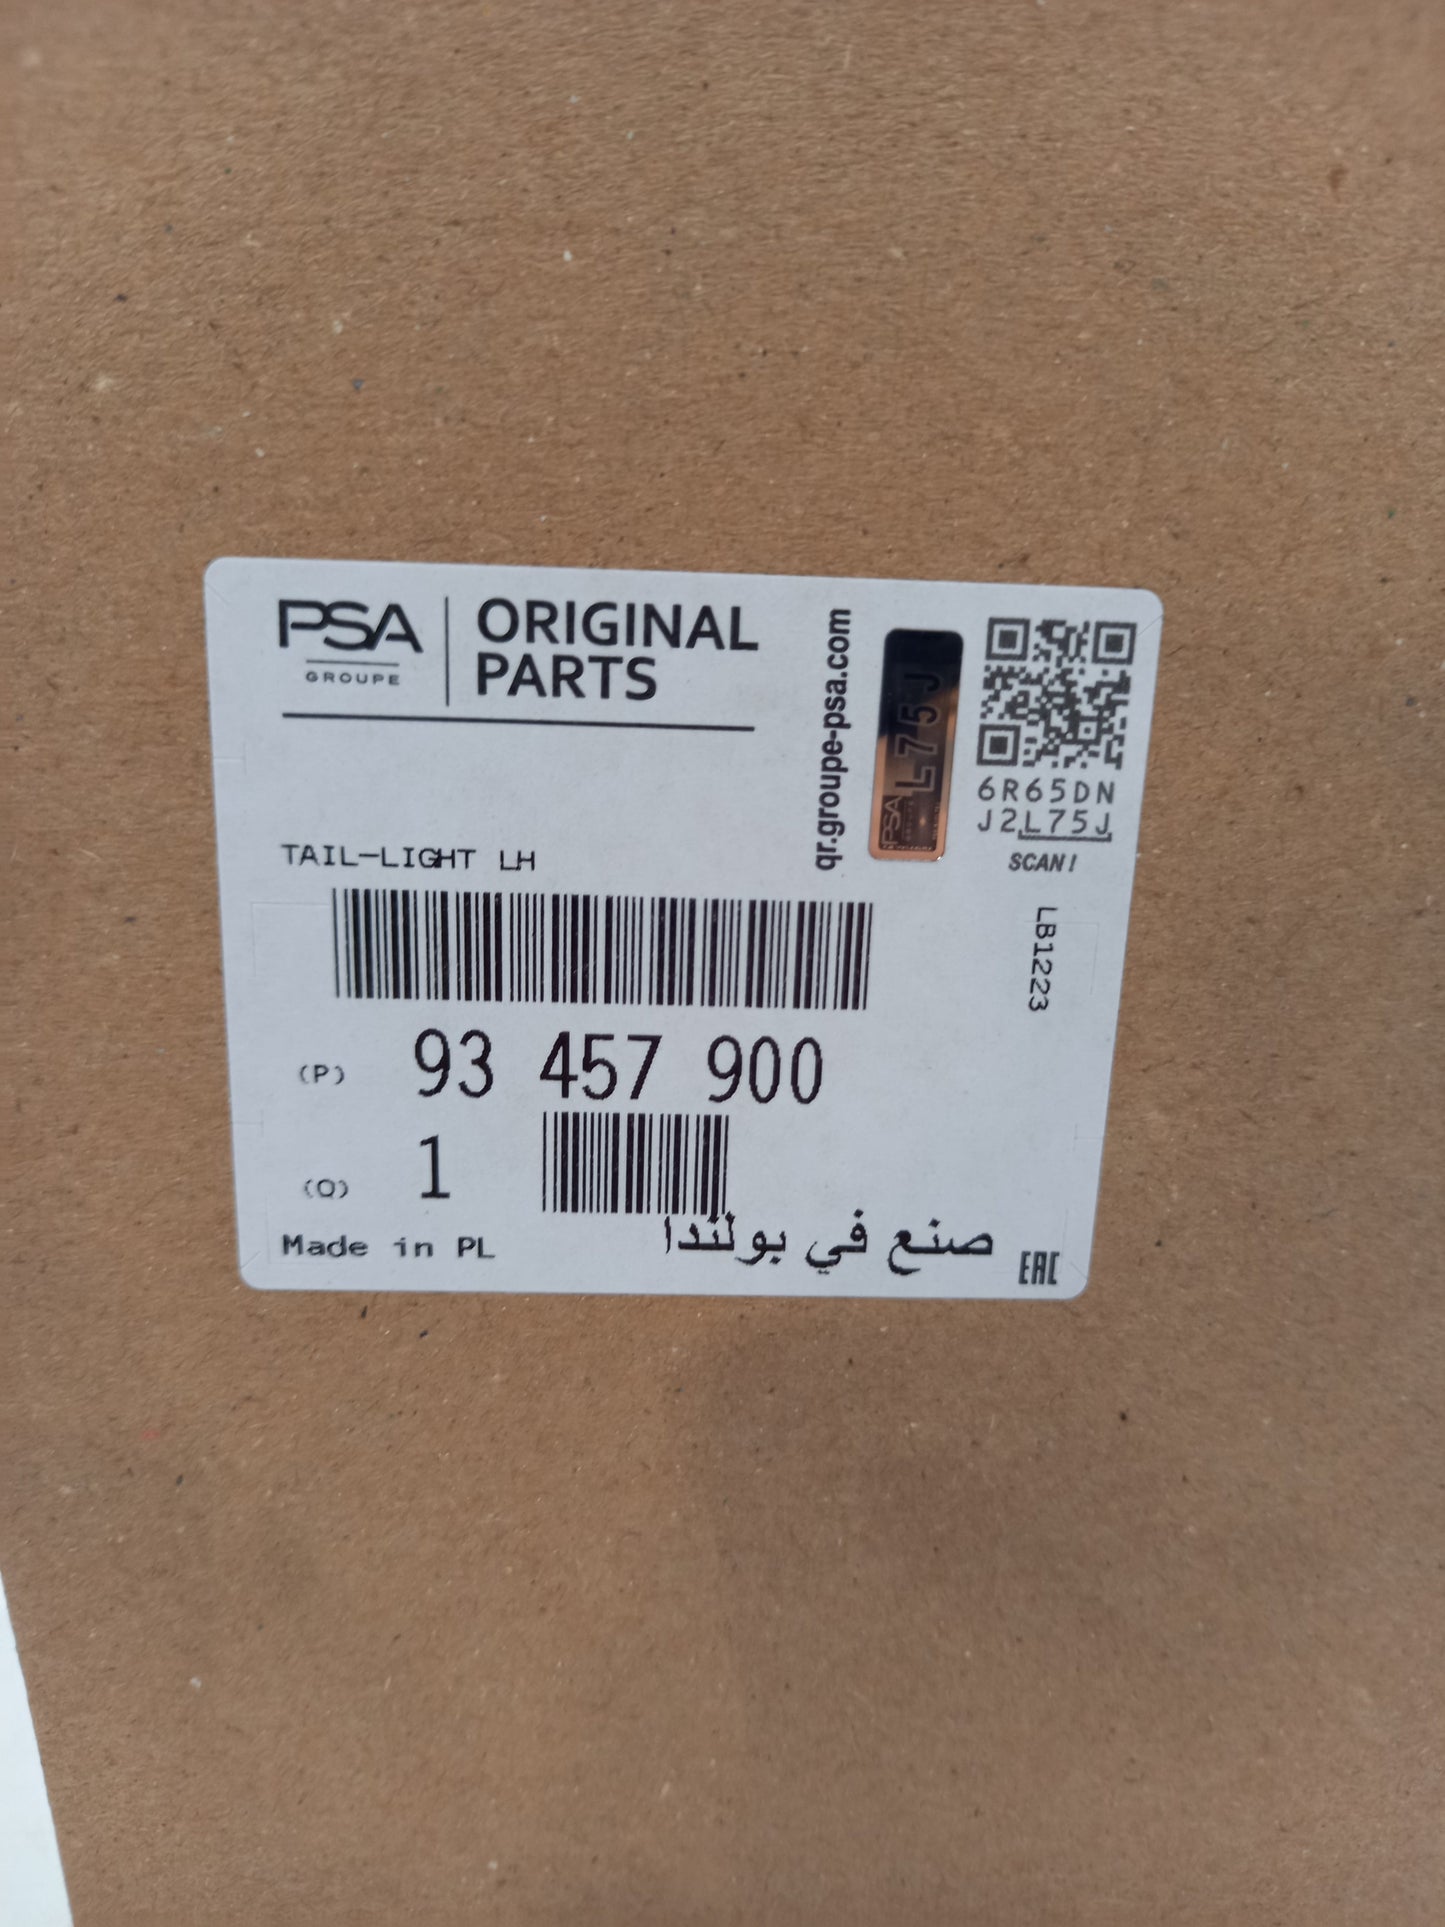 PSA
GROUPE
ORIGINAL
PARTS
qr.groupe-psa.com
PSA
L75J
6R65DN
J2L75J
SCAN!
TAIL-LIGHT LH
LB1223
(P) 93 457 900
(Q) 1
Made in PL
صنع في بولندا
EAC